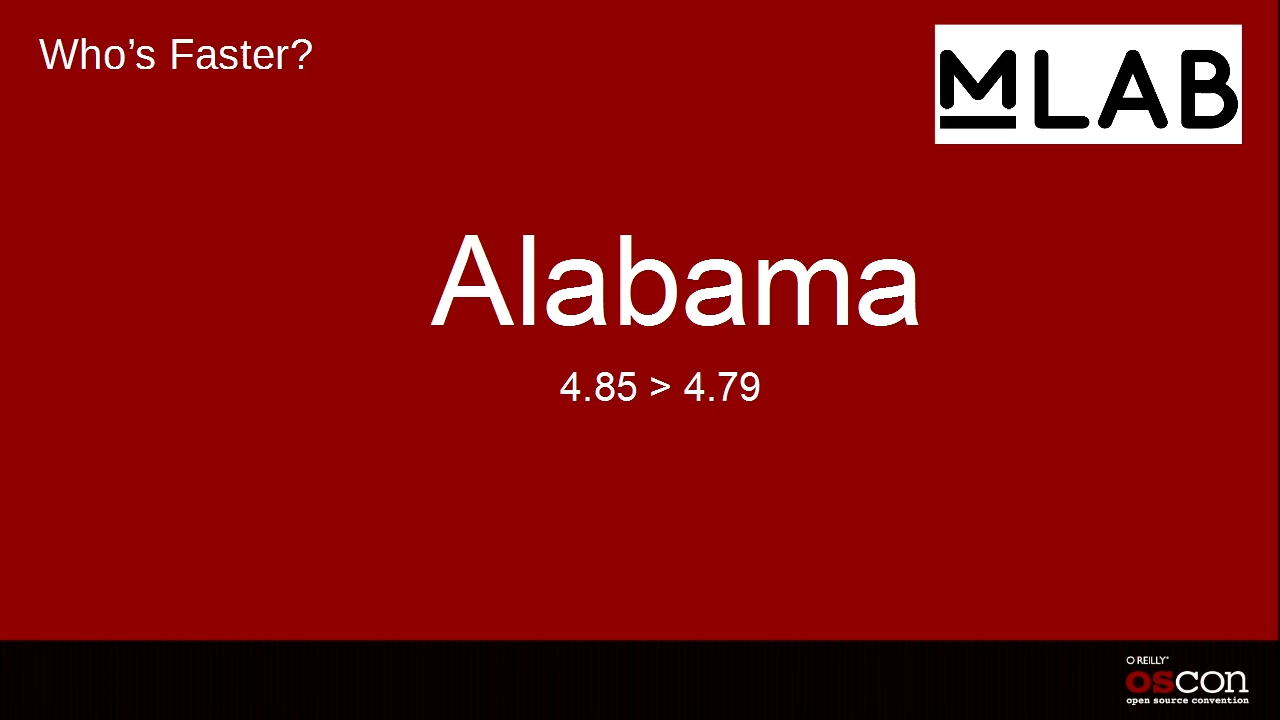 Who’s Faster?
MLAB
Alabama
4.85 > 4.79
O REILLY®
oscon
open source convention